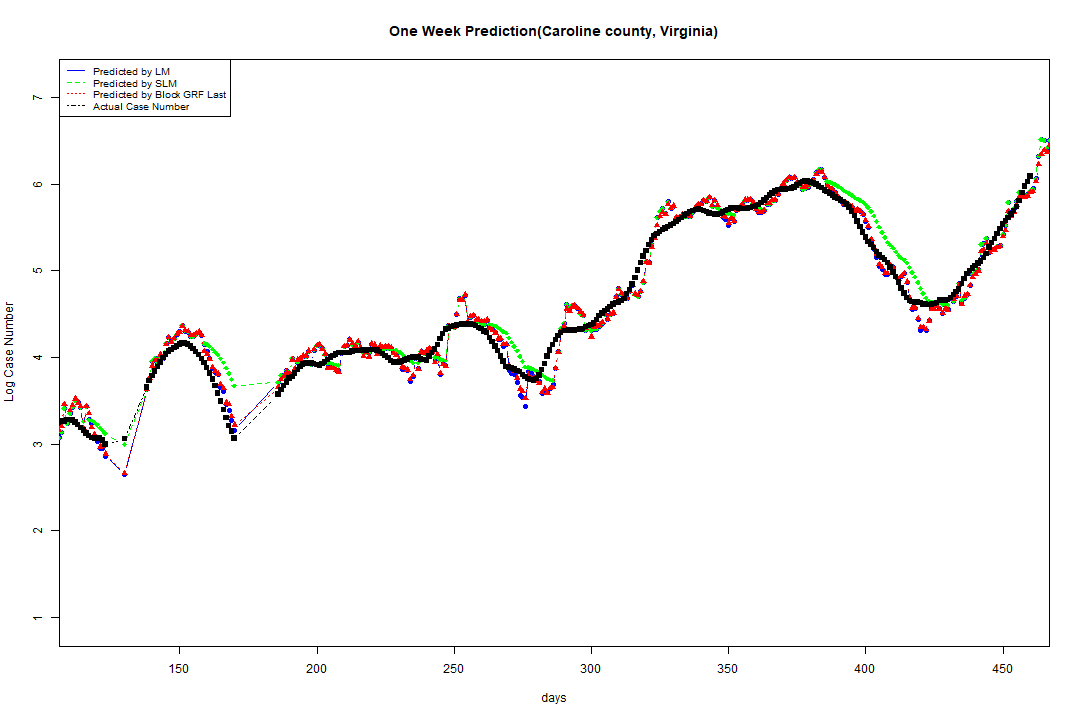 One Week Prediction(Caroline county, Virginia)
Predicted by LM
Predicted by SLM
Predicted by Block GRF Last
Actual Case Number
7
6
5
4
3
2
1
Log Case Number
150 200 250 300 350 400 450
days